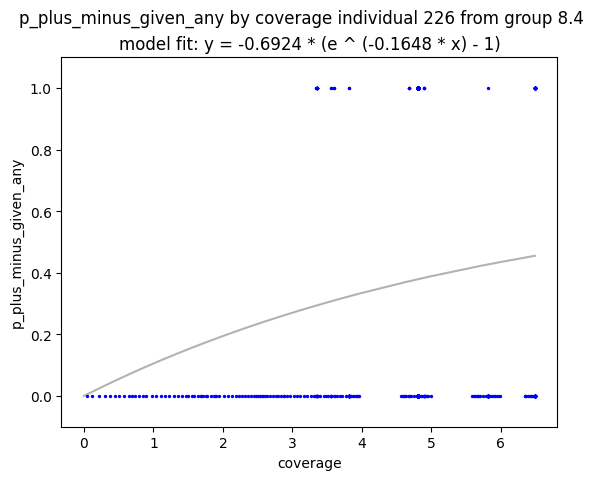 p_plus_minus_given_any by coverage individual 226 from group 8.4
model fit: y = -0.6924 * (e ^ (-0.1648 * x) - 1)
1.0
0.8
0.6
0.4
0.2
0.0
p_plus_minus_given_any
0 1 2 3 4 5 6
coverage